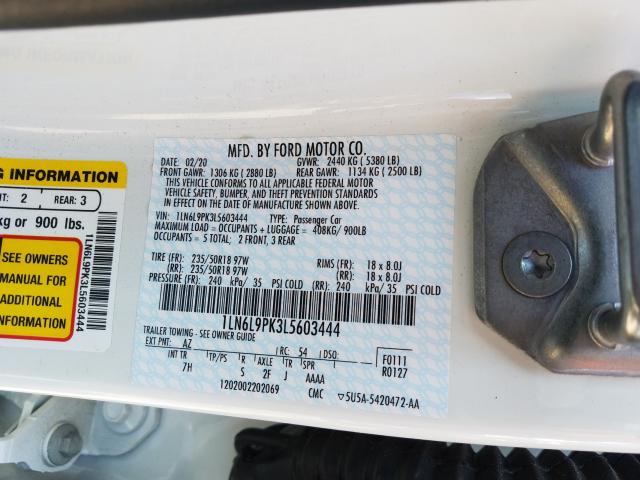 MFD. BY FORD MOTOR CO.
DATE: 02/20 GVWR: 2440 KG ( 5380 LB)
FRONT GAWR: 1306 KG ( 2880 LB) REAR GAWR: 1134 KG ( 2500 LB)
THIS VEHICLE CONFORMS TO ALL APPLICABLE FEDERAL MOTOR
VEHICLE SAFETY, BUMPER, AND THEFT PREVENTION STANDARDS
IN EFFECT ON THE DATE OF MANUFACTURE SHOWN ABOVE.
VIN: 1LN6L9PK3L5603444 TYPE: Passenger Car
MAXIMUM LOAD = OCCUPANTS + LUGGAGE = 408KG/ 900LB
OCCUPANTS = 5 TOTAL: 2 FRONT, 3 REAR
TIRE (FR): 235/50R18 97W RIMS (FR): 18 x 8.0J
(RR): 235/50R18 97W (RR): 18 x 8.0J
PRESSURE (FR): 240 kPa/ 35 PSI COLD (RR): 240 kPa/ 35 PSI COLD
1LN6L9PK3L5603444
TRAILER TOWING - SEE OWNER GUIDE
EXT PNT: AZ RC: 54 DSO: F0111
INT TR TP/PS R AXLE TR SPR R0127
7H S 2F J AAAA
1202002202069 CMC ▽5U5A-5420472-AA
G INFORMATION
NT: 2 REAR: 3
kg or 900 lbs.
SEE OWNERS
MANUAL FOR
ADDITIONAL
INFORMATION
1LN6L9PK3L5603444